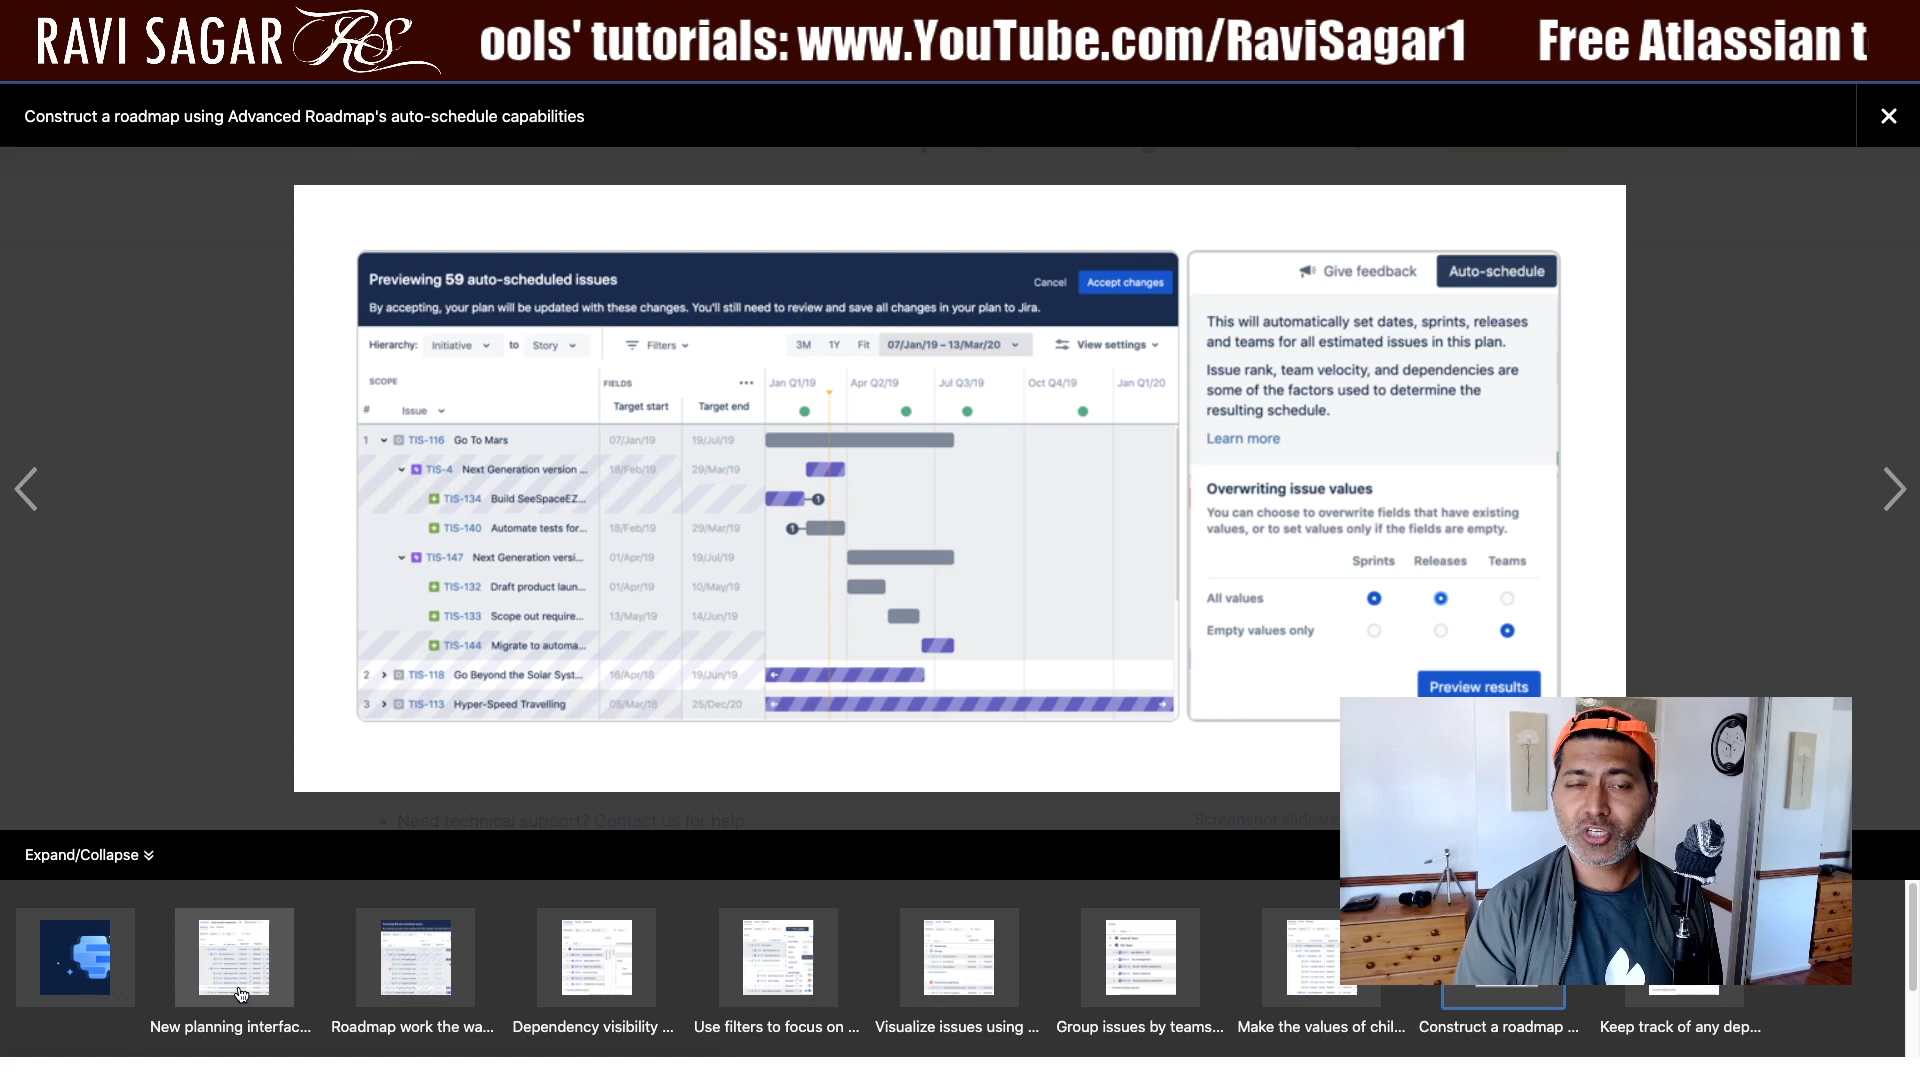 RAVI SAGAR RS
ools' tutorials: www.YouTube.com/RaviSagar1 Free Atlassian t
Construct a roadmap using Advanced Roadmap's auto-schedule capabilities
Previewing 59 auto-scheduled issues
Cancel Accept changes
By accepting, your plan will be updated with these changes. You'll still need to review and save all changes in your plan to Jira.
Hierarchy: Initiative to Story Filters 3M 1Y Fit 07/Jan/19 – 13/Mar/20 View settings
SCOPE FIELDS ••• Jan Q1/19 Apr Q2/19 Jul Q3/19 Oct Q4/19 Jan Q1/20
# Issue Target start Target end
1 TIS-116 Go To Mars 07/Jan/19 19/Jul/19
TIS-4 Next Generation version ... 18/Feb/19 29/Mar/19
TIS-134 Build SeeSpaceEZ... 1
TIS-140 Automate tests for... 18/Feb/19 29/Mar/19 1
TIS-147 Next Generation versi... 01/Apr/19 19/Jul/19
TIS-132 Draft product laun... 01/Apr/19 10/May/19
TIS-133 Scope out require... 13/May/19 14/Jun/19
TIS-144 Migrate to automa...
2 TIS-118 Go Beyond the Solar Syst... 16/Apr/18 19/Jun/19
3 TIS-113 Hyper-Speed Travelling 05/Mar/18 25/Dec/20
Give feedback Auto-schedule
This will automatically set dates, sprints, releases
and teams for all estimated issues in this plan.
Issue rank, team velocity, and dependencies are
some of the factors used to determine the
resulting schedule.
Learn more
Overwriting issue values
You can choose to overwrite fields that have existing
values, or to set values only if the fields are empty.
Sprints Releases Teams
All values
Empty values only
Preview results
Need technical support? Contact us for help
Expand/Collapse
New planning interfac...
Roadmap work the wa...
Dependency visibility ...
Use filters to focus on ...
Visualize issues using ...
Group issues by teams...
Make the values of chil...
Construct a roadmap ...
Keep track of any dep...